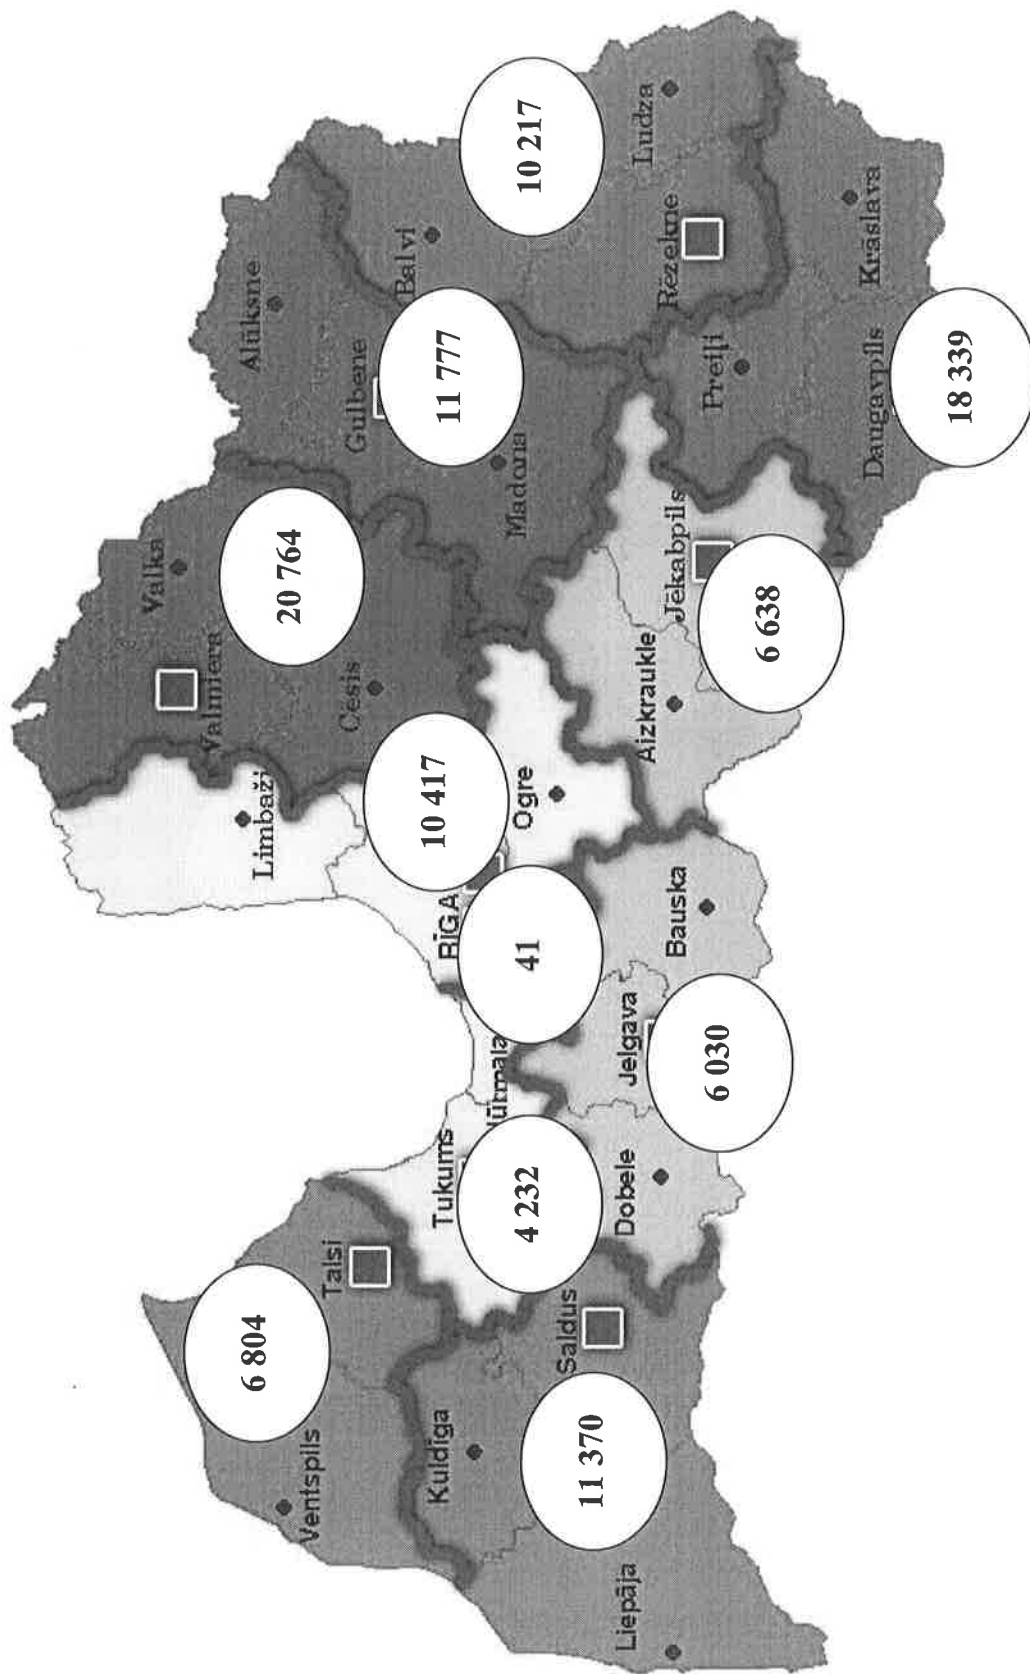 Valka
Valmiera
Alūksne
6 804
Limbaži
20 764
Ventspils
Talsi
Cēsis
Gulbene
Balvi
Kuldīga
Tukums
RĪGA
10 417
11 777
Jūrmala
Ogre
Madona
4 232
41
10 217
Saldus
11 370
Liepāja
Dobele
Jelgava
Aizkraukle
Ludza
Bauska
Jēkabpils
Rēzekne
6 030
Preiļi
6 638
Daugavpils
Krāslava
18 339